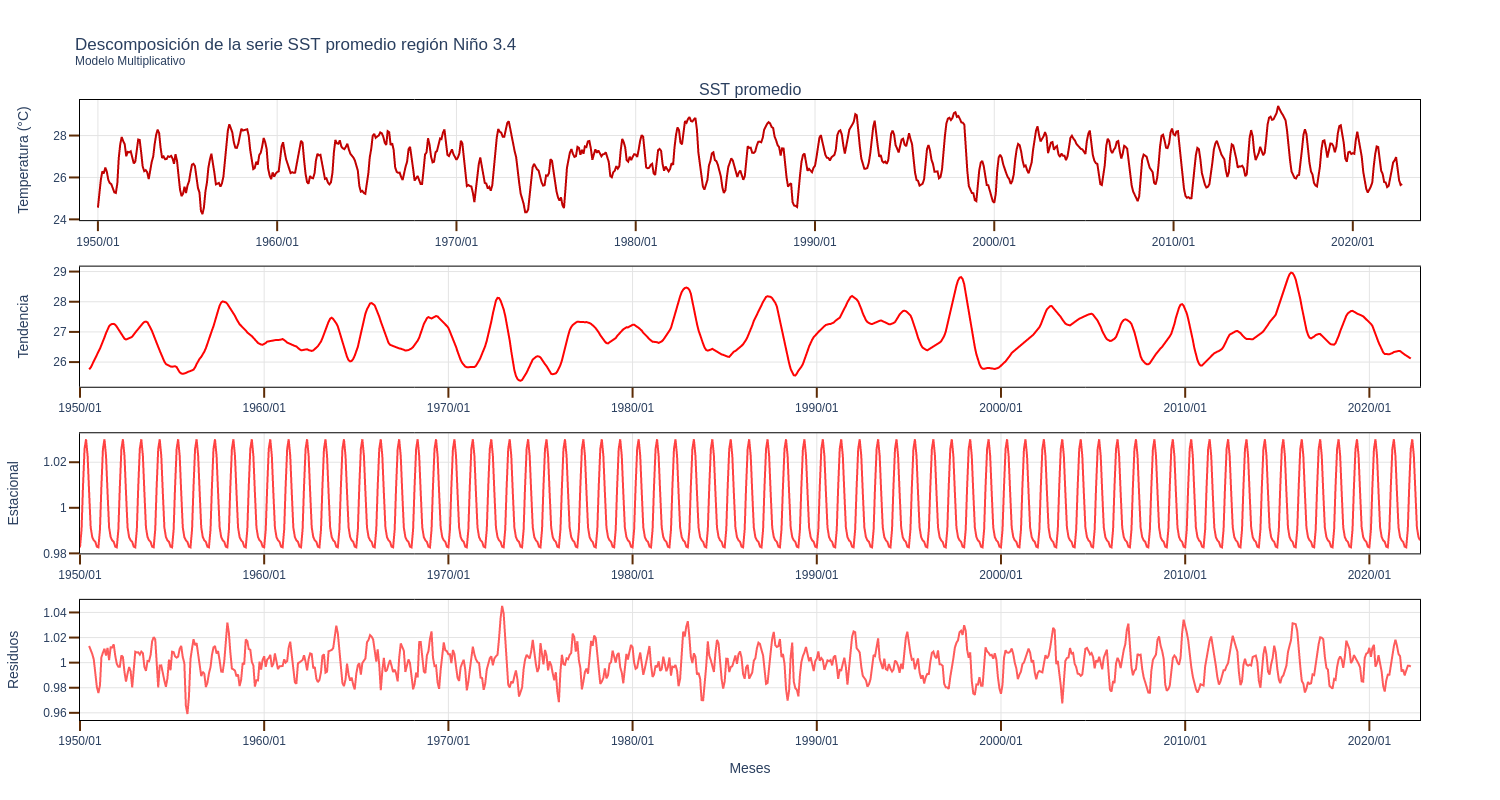 Descomposición de la serie SST promedio región Niño 3.4
Modelo Multiplicativo
SST promedio
Temperatura (°C)
28
26
24
1950/01 1960/01 1970/01 1980/01 1990/01 2000/01 2010/01 2020/01
Tendencia
29
28
27
26
1950/01 1960/01 1970/01 1980/01 1990/01 2000/01 2010/01 2020/01
Estacional
1.02
1
0.98
1950/01 1960/01 1970/01 1980/01 1990/01 2000/01 2010/01 2020/01
Residuos
1.04
1.02
1
0.98
0.96
1950/01 1960/01 1970/01 1980/01 1990/01 2000/01 2010/01 2020/01
Meses